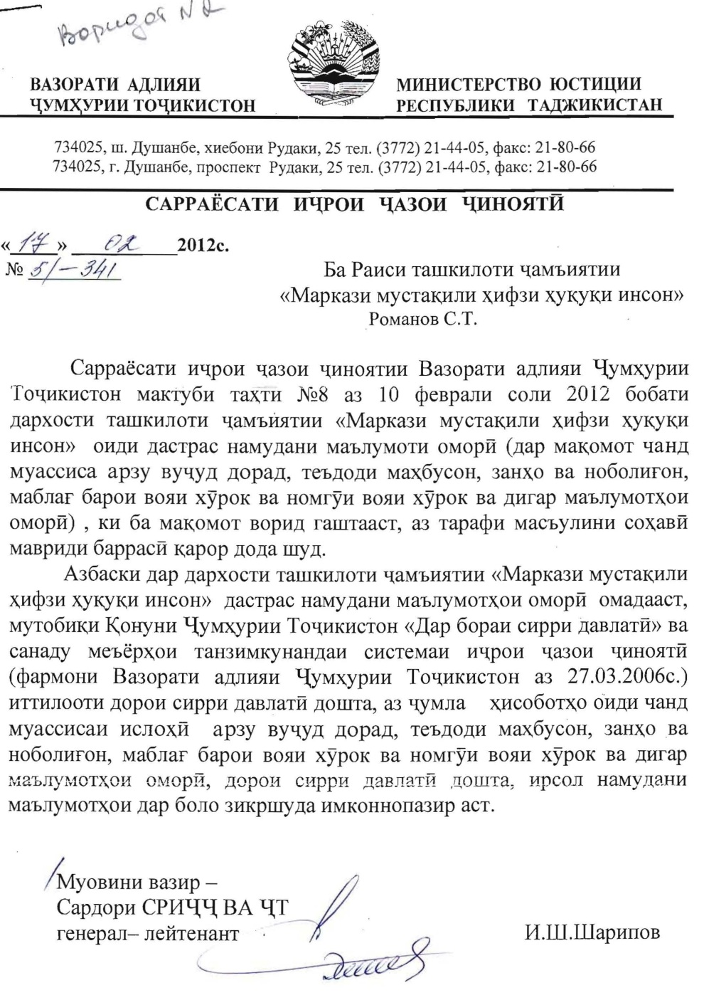 Воридот N 2
ВАЗОРАТИ АДЛИЯИ
ҶУМҲУРИИ ТОҶИКИСТОН
МИНИСТЕРСТВО ЮСТИЦИИ
РЕСПУБЛИКИ ТАДЖИКИСТАН
734025, ш. Душанбе, хиебони Рудаки, 25 тел. (3772) 21-44-05, факс: 21-80-66
734025, г. Душанбе, проспект Рудаки, 25 тел. (3772) 21-44-05, факс: 21-80-66
САРРАЁСАТИ ИҶРОИ ҶАЗОИ ҶИНОЯТӢ
«17» 02 2012с.
№ 5/-341
Ба Раиси ташкилоти ҷамъиятии
«Маркази мустақили ҳифзи ҳуқуқи инсон»
Романов С.Т.
Сарраёсати иҷрои ҷазои ҷиноятии Вазорати адлияи Ҷумҳурии
Тоҷикистон мактуби таҳти №8 аз 10 феврали соли 2012 бобати
дархости ташкилоти ҷамъиятии «Маркази мустақили ҳифзи ҳуқуқи
инсон» оиди дастрас намудани маълумоти оморӣ (дар мақомот чанд
муассиса арзу вуҷуд дорад, теъдоди маҳбусон, занҳо ва ноболиғон,
маблағ барои вояи хӯрок ва номгӯи вояи хӯрок ва дигар маълумотҳои
оморӣ) , ки ба мақомот ворид гаштааст, аз тарафи масъулини соҳавӣ
мавриди баррасӣ қарор дода шуд.
Азбаски дар дархости ташкилоти ҷамъиятии «Маркази мустақили
ҳифзи ҳуқуқи инсон» дастрас намудани маълумотҳои оморӣ омадааст,
мутобиқи Қонуни Ҷумҳурии Тоҷикистон «Дар бораи сирри давлатӣ» ва
санаду меъёрҳои танзимкунандаи системаи иҷрои ҷазои ҷиноятӣ
(фармони Вазорати адлияи Ҷумҳурии Тоҷикистон аз 27.03.2006с.)
иттилооти дорои сирри давлатӣ дошта, аз ҷумла ҳисоботҳо оиди чанд
муассисаи ислоҳӣ арзу вуҷуд дорад, теъдоди маҳбусон, занҳо ва
ноболиғон, маблағ барои вояи хӯрок ва номгӯи вояи хӯрок ва дигар
маълумотҳои оморӣ, дорои сирри давлатӣ дошта, ирсол намудани
маълумотҳои дар боло зикршуда имконнопазир аст.
Муовини вазир –
Сардори СРИҶҶ ВА ҶТ
генерал– лейтенант
И.Ш.Шарипов